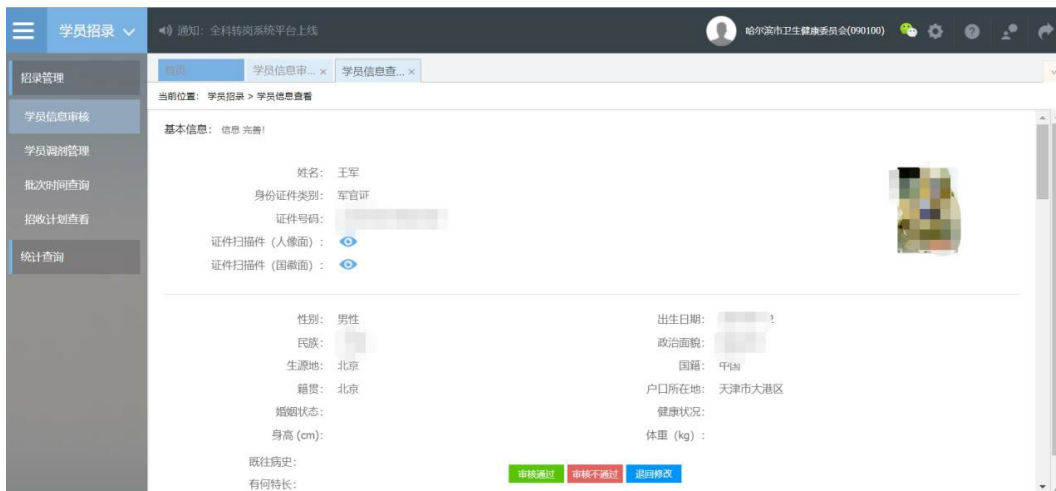 学员招录
通知：全科转岗系统平台上线
哈尔滨市卫生健康委员会(090100)
招录管理
学员信息审核
学员调剂管理
批次时间查询
招收计划查看
统计查询
首页
学员信息审... ×
学员信息查... ×
当前位置： 学员招录 > 学员信息查看
基本信息： 信息 完善!
姓名： 王军
身份证件类别： 军官证
证件号码：
证件扫描件（人像面）：
证件扫描件（国徽面）：
性别： 男性
出生日期：
民族：
政治面貌：
生源地： 北京
国籍： 中国
籍贯： 北京
户口所在地： 天津市大港区
婚姻状态：
健康状况：
身高 (cm)：
体重（kg）：
既往病史：
有何特长：
审核通过 审核不通过 退回修改